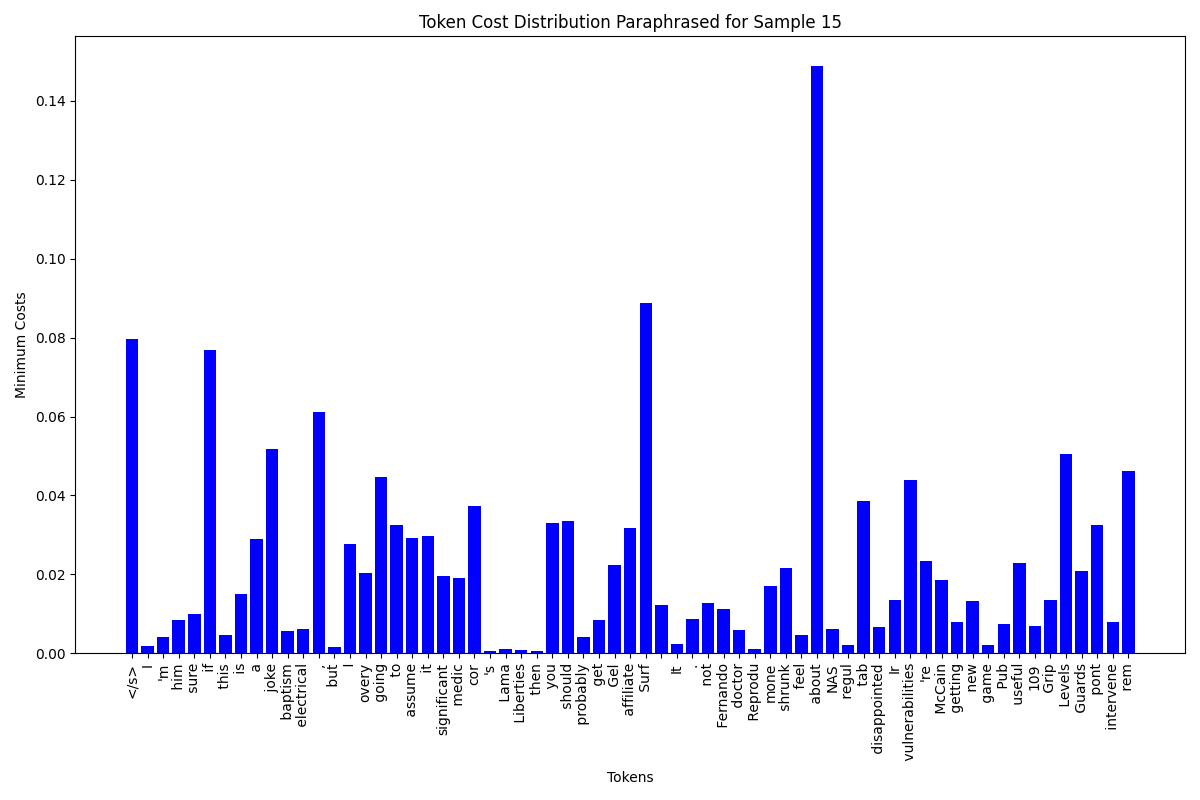 Token Cost Distribution Paraphrased for Sample 15
Minimum Costs
0.14
0.12
0.10
0.08
0.06
0.04
0.02
0.00
</s>
I
'm
him
sure
if
this
is
a
joke
baptism
electrical
,
but
I
overy
going
to
assume
it
significant
medic
cor
's
Lama
Liberties
then
you
should
probably
get
Gel
affiliate
Surf
.
It
.
not
Fernando
doctor
Reprodu
mone
shrunk
feel
about
NAS
regul
tab
disappointed
Ir
vulnerabilities
're
McCain
getting
new
game
Pub
useful
109
Grip
Levels
Guards
pont
intervene
rem
Tokens